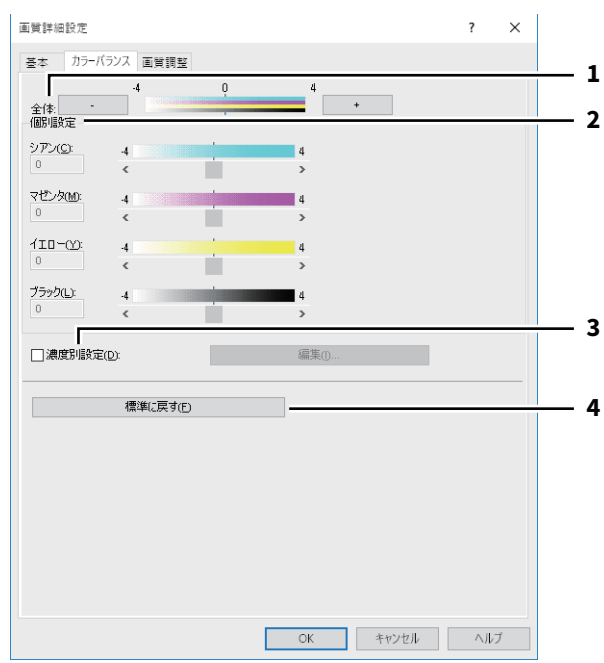 画質詳細設定 ? ×
基本 カラーバランス 画質調整
-4 0 4
1
全体: - +
個別設定
2
シアン(C):
0
-4 4
< >
マゼンタ(M):
0
-4 4
< >
イエロー(Y):
0
-4 4
< >
ブラック(L):
0
-4 4
< >
3
濃度別設定(D): 編集(I)...
標準に戻す(F)
4
OK キャンセル ヘルプ